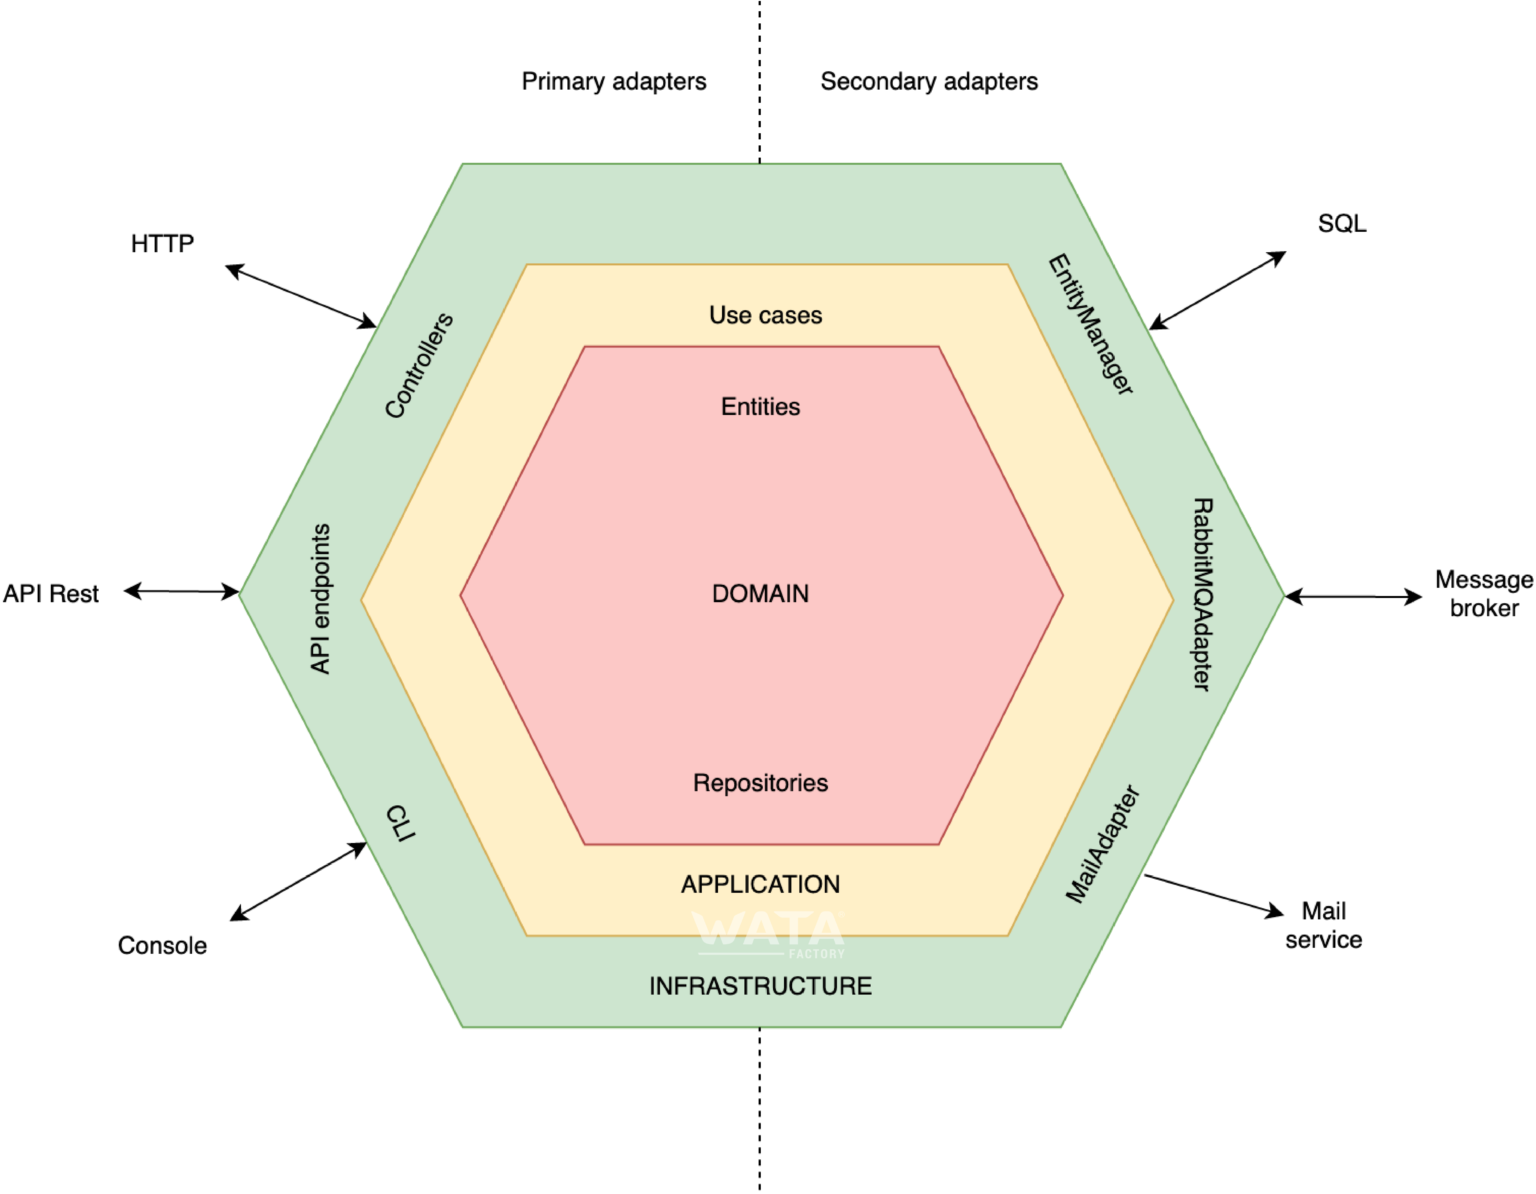 Primary adapters
Secondary adapters
HTTP
SQL
Controllers
EntityManager
Use cases
Entities
API Rest
API endpoints
DOMAIN
RabbitMQAdapter
Message
broker
Repositories
CLI
MailAdapter
Console
APPLICATION
WATA
FACTORY
Mail
service
INFRASTRUCTURE